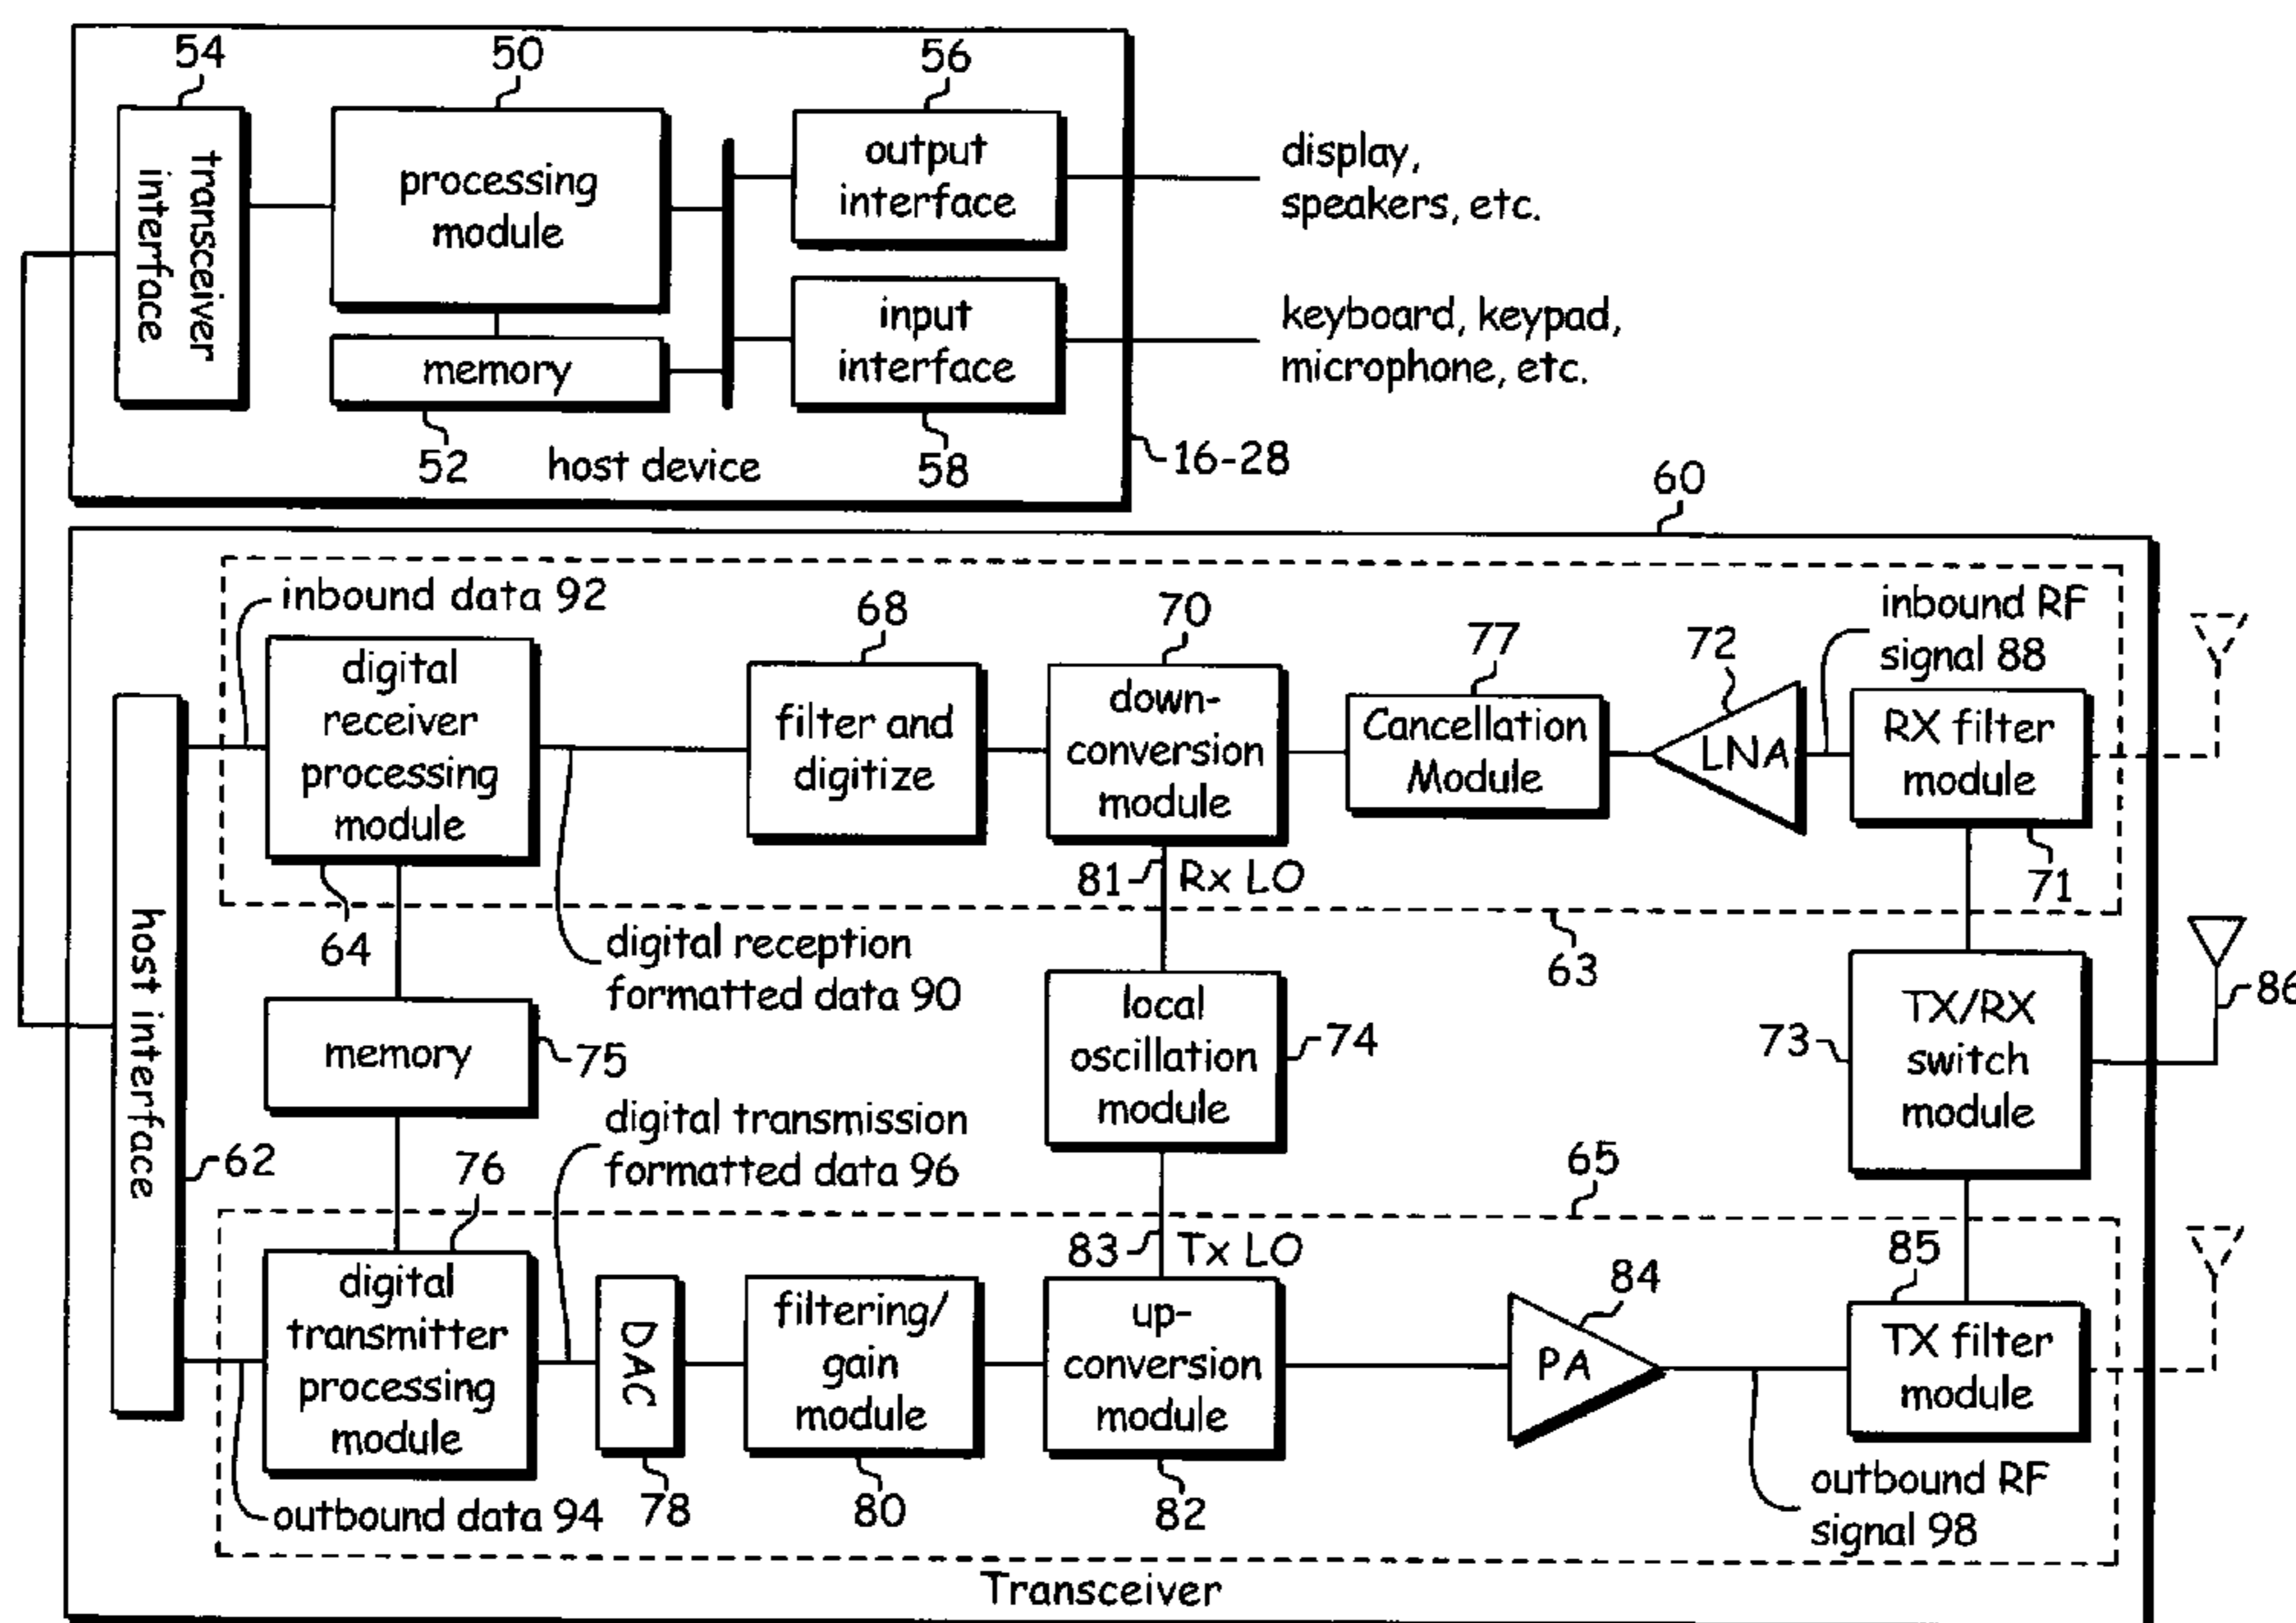 54
50
56
transceiver
interface
processing
module
output
interface
display,
speakers, etc.
memory
input
interface
keyboard, keypad,
microphone, etc.
52
host device
58
16-28
60
inbound data 92
68
70
77
72
inbound RF
signal 88
digital
receiver
processing
module
filter and
digitize
down-
conversion
module
Cancellation
Module
LNA
RX filter
module
81
Rx LO
71
64
digital reception
formatted data 90
63
host interface
memory
75
local
oscillation
module
74
73
TX/RX
switch
module
86
62
76
digital transmission
formatted data 96
65
83
Tx LO
84
85
digital
transmitter
processing
module
DAC
filtering/
gain
module
up-
conversion
module
PA
TX filter
module
outbound data 94
78
80
82
outbound RF
signal 98
Transceiver